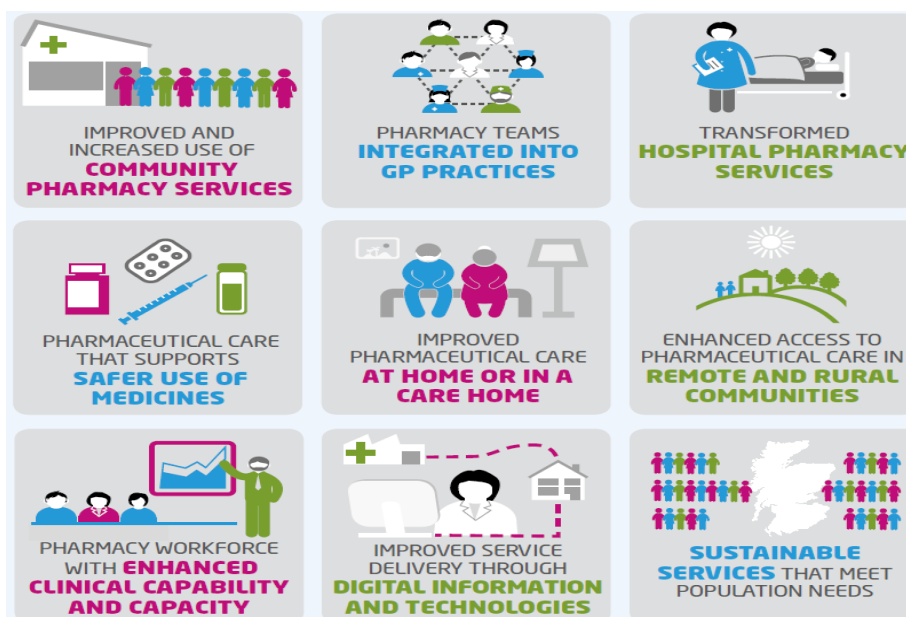 IMPROVED AND
INCREASED USE OF
COMMUNITY
PHARMACY SERVICES
PHARMACY TEAMS
INTEGRATED INTO
GP PRACTICES
TRANSFORMED
HOSPITAL PHARMACY
SERVICES
PHARMACEUTICAL CARE
THAT SUPPORTS
SAFER USE OF
MEDICINES
IMPROVED
PHARMACEUTICAL CARE
AT HOME OR IN A
CARE HOME
ENHANCED ACCESS TO
PHARMACEUTICAL CARE IN
REMOTE AND RURAL
COMMUNITIES
PHARMACY WORKFORCE
WITH ENHANCED
CLINICAL CAPABILITY
AND CAPACITY
IMPROVED SERVICE
DELIVERY THROUGH
DIGITAL INFORMATION
AND TECHNOLOGIES
SUSTAINABLE
SERVICES THAT MEET
POPULATION NEEDS